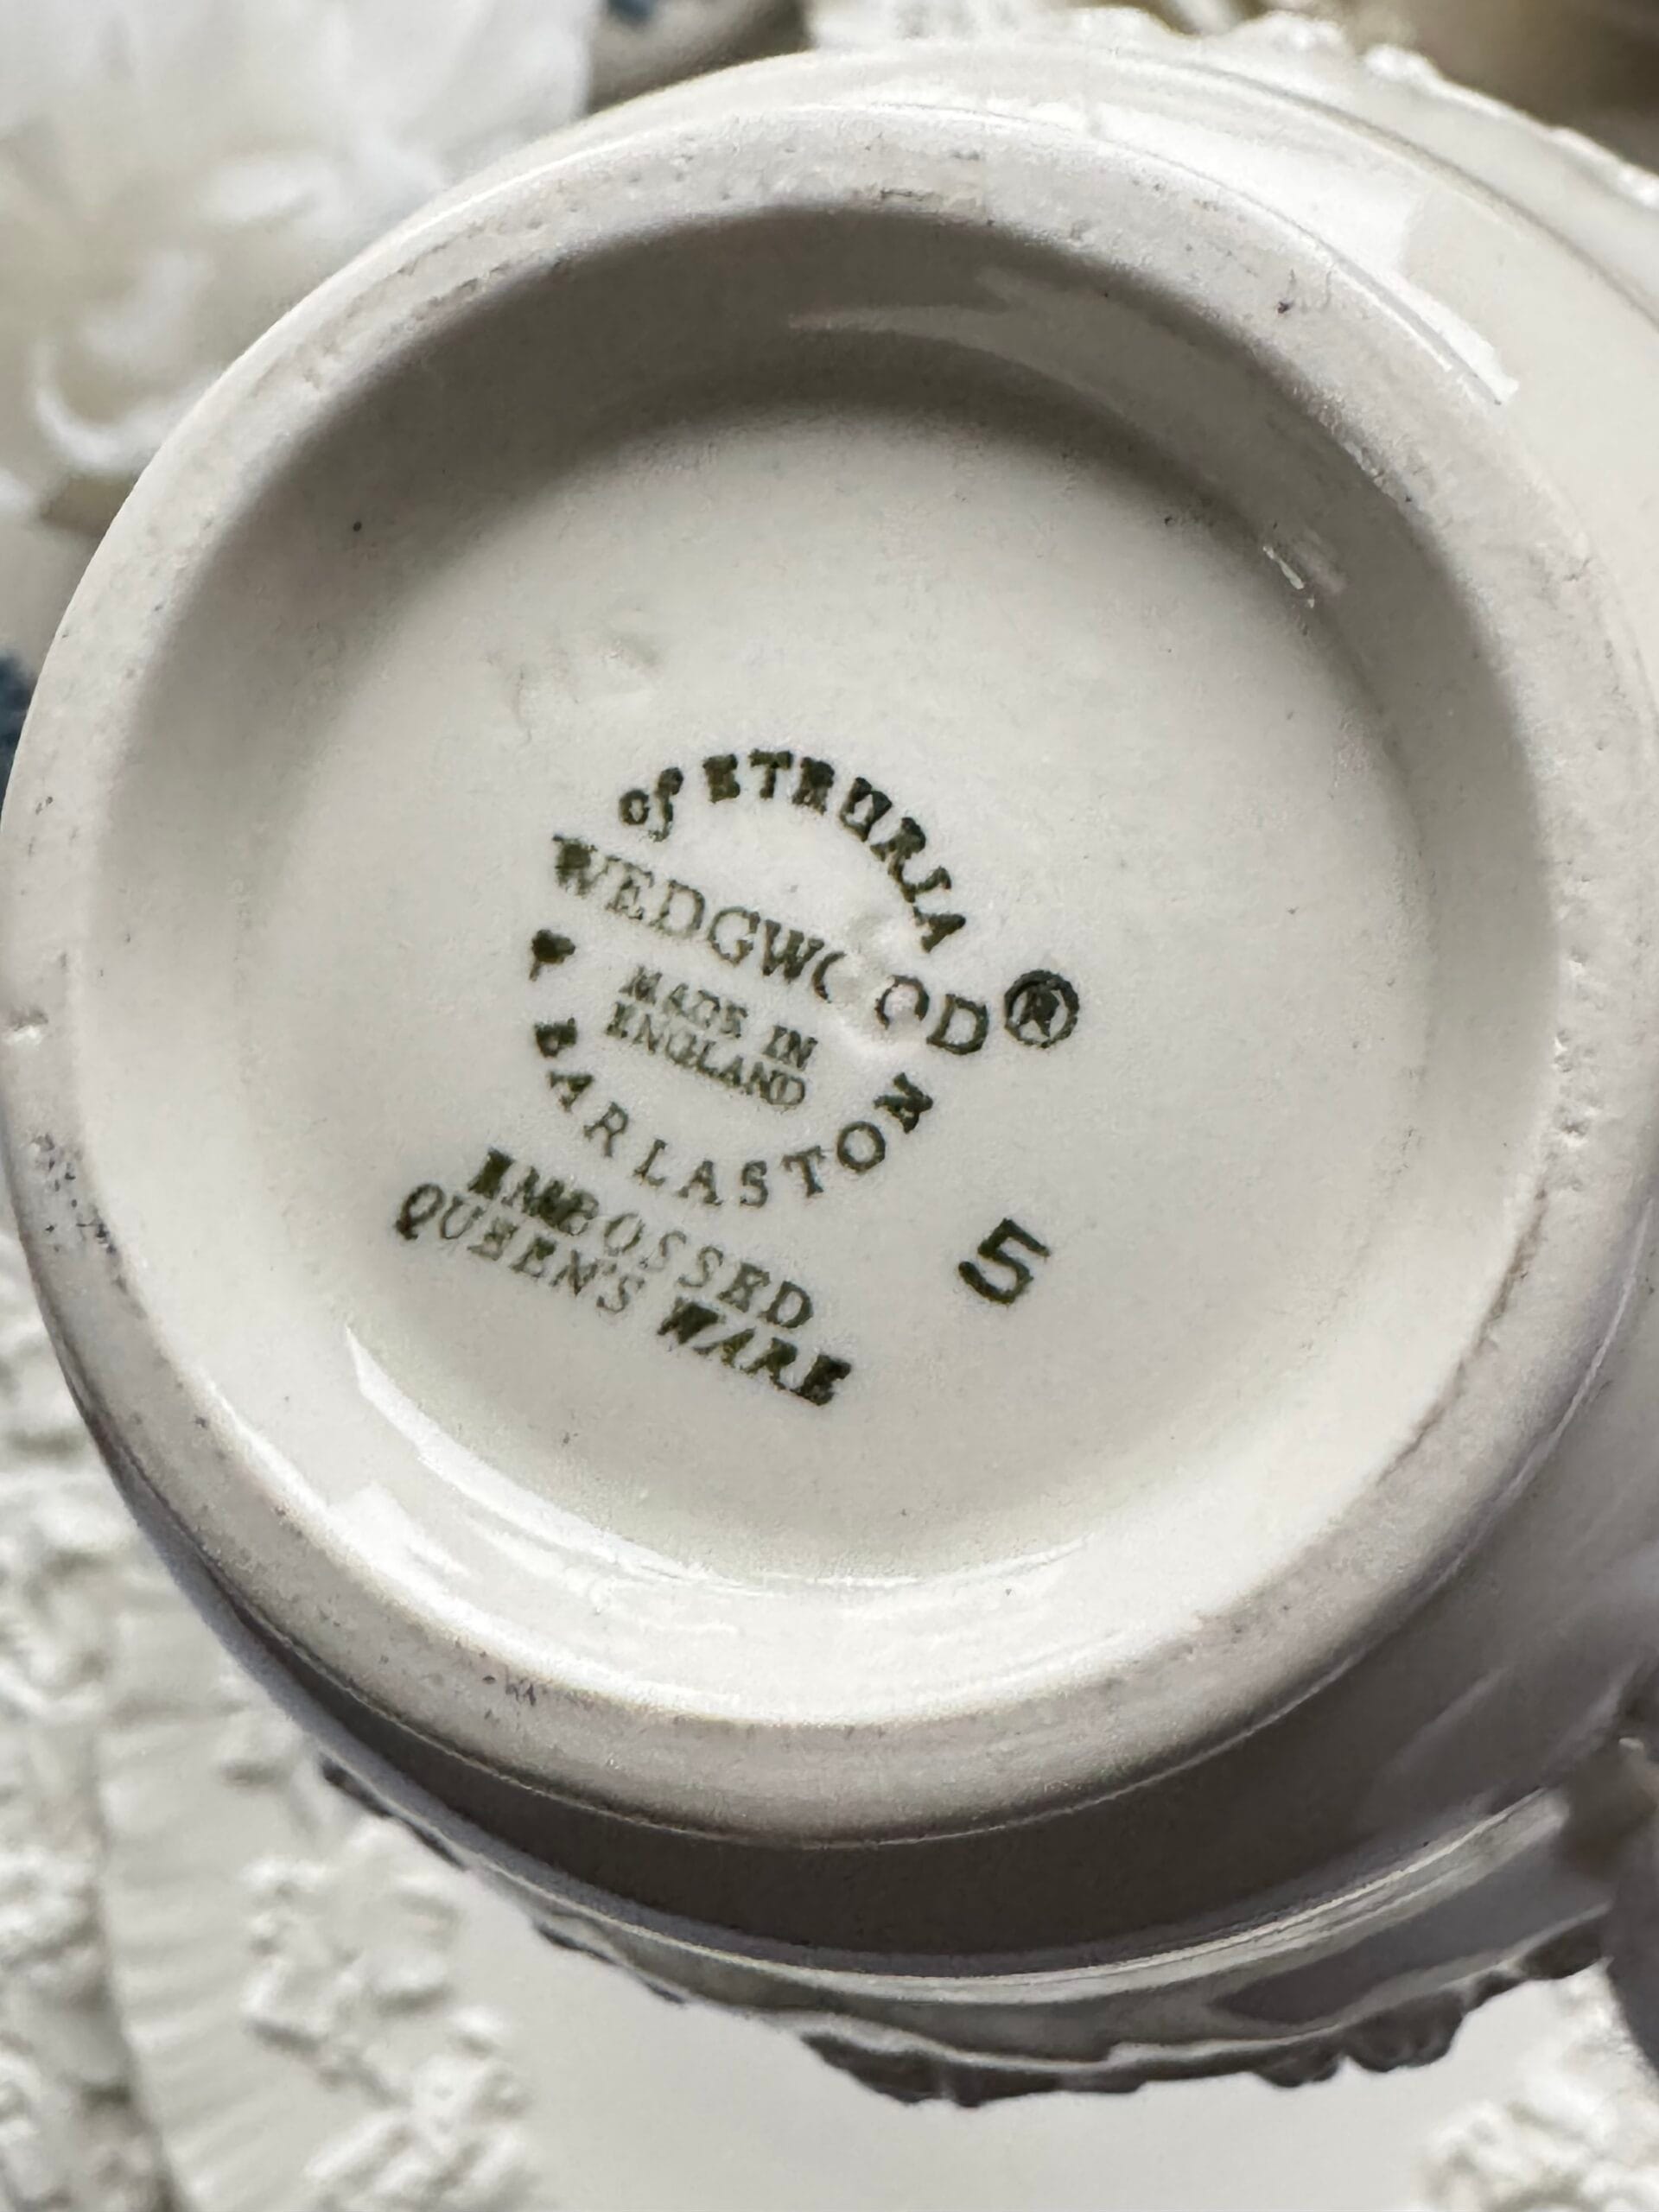 of ETRURIA
WEDGWOOD ®
MADE IN
ENGLAND
& BARLASTON
EMBOSSED
QUEEN'S WARE
5